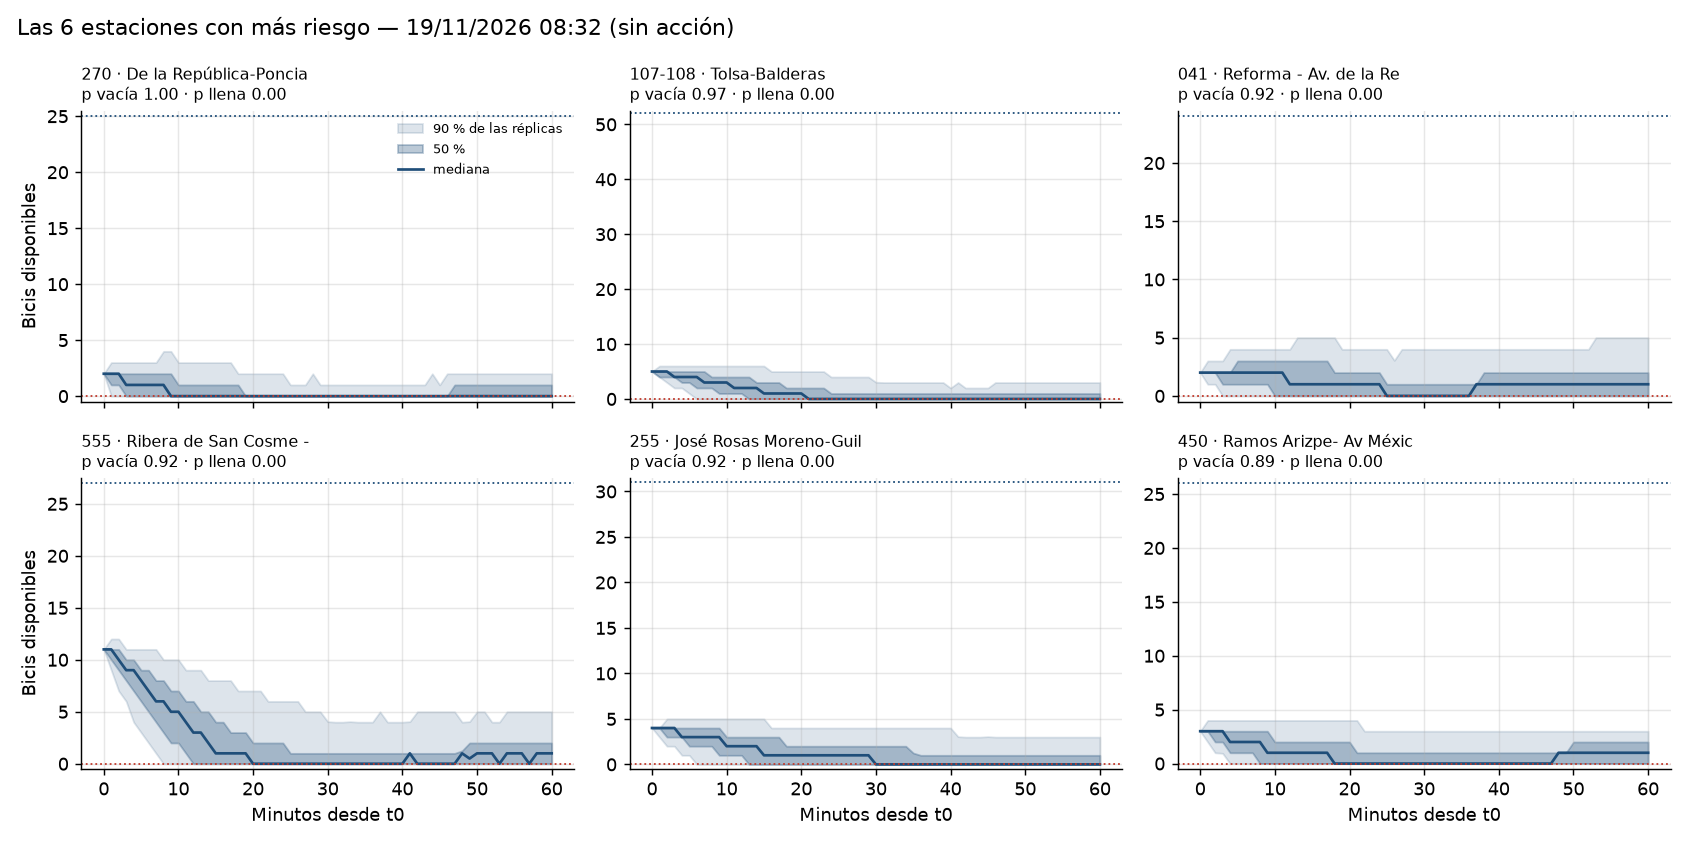 Las 6 estaciones con más riesgo — 19/11/2026 08:32 (sin acción)
270 · De la República-Poncia
p vacía 1.00 · p llena 0.00
25
20
15
10
5
0
Bicis disponibles
90 % de las réplicas
50 %
mediana
107-108 · Tolsa-Balderas
p vacía 0.97 · p llena 0.00
50
40
30
20
10
0
041 · Reforma - Av. de la Re
p vacía 0.92 · p llena 0.00
20
15
10
5
0
555 · Ribera de San Cosme -
p vacía 0.92 · p llena 0.00
25
20
15
10
5
0
Bicis disponibles
0 10 20 30 40 50 60
Minutos desde t0
255 · José Rosas Moreno-Guil
p vacía 0.92 · p llena 0.00
30
25
20
15
10
5
0
0 10 20 30 40 50 60
Minutos desde t0
450 · Ramos Arizpe- Av Méxic
p vacía 0.89 · p llena 0.00
25
20
15
10
5
0
0 10 20 30 40 50 60
Minutos desde t0